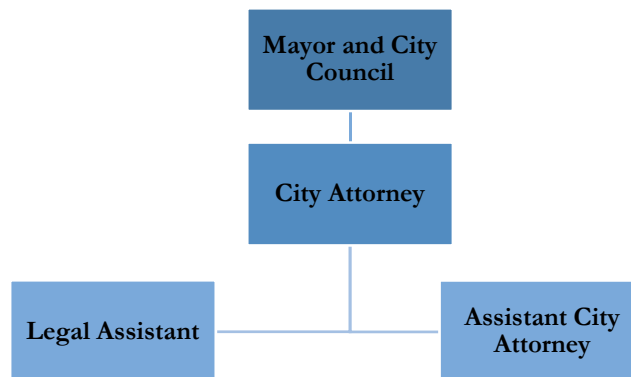 Mayor and City
Council
City Attorney
Legal Assistant
Assistant City
Attorney